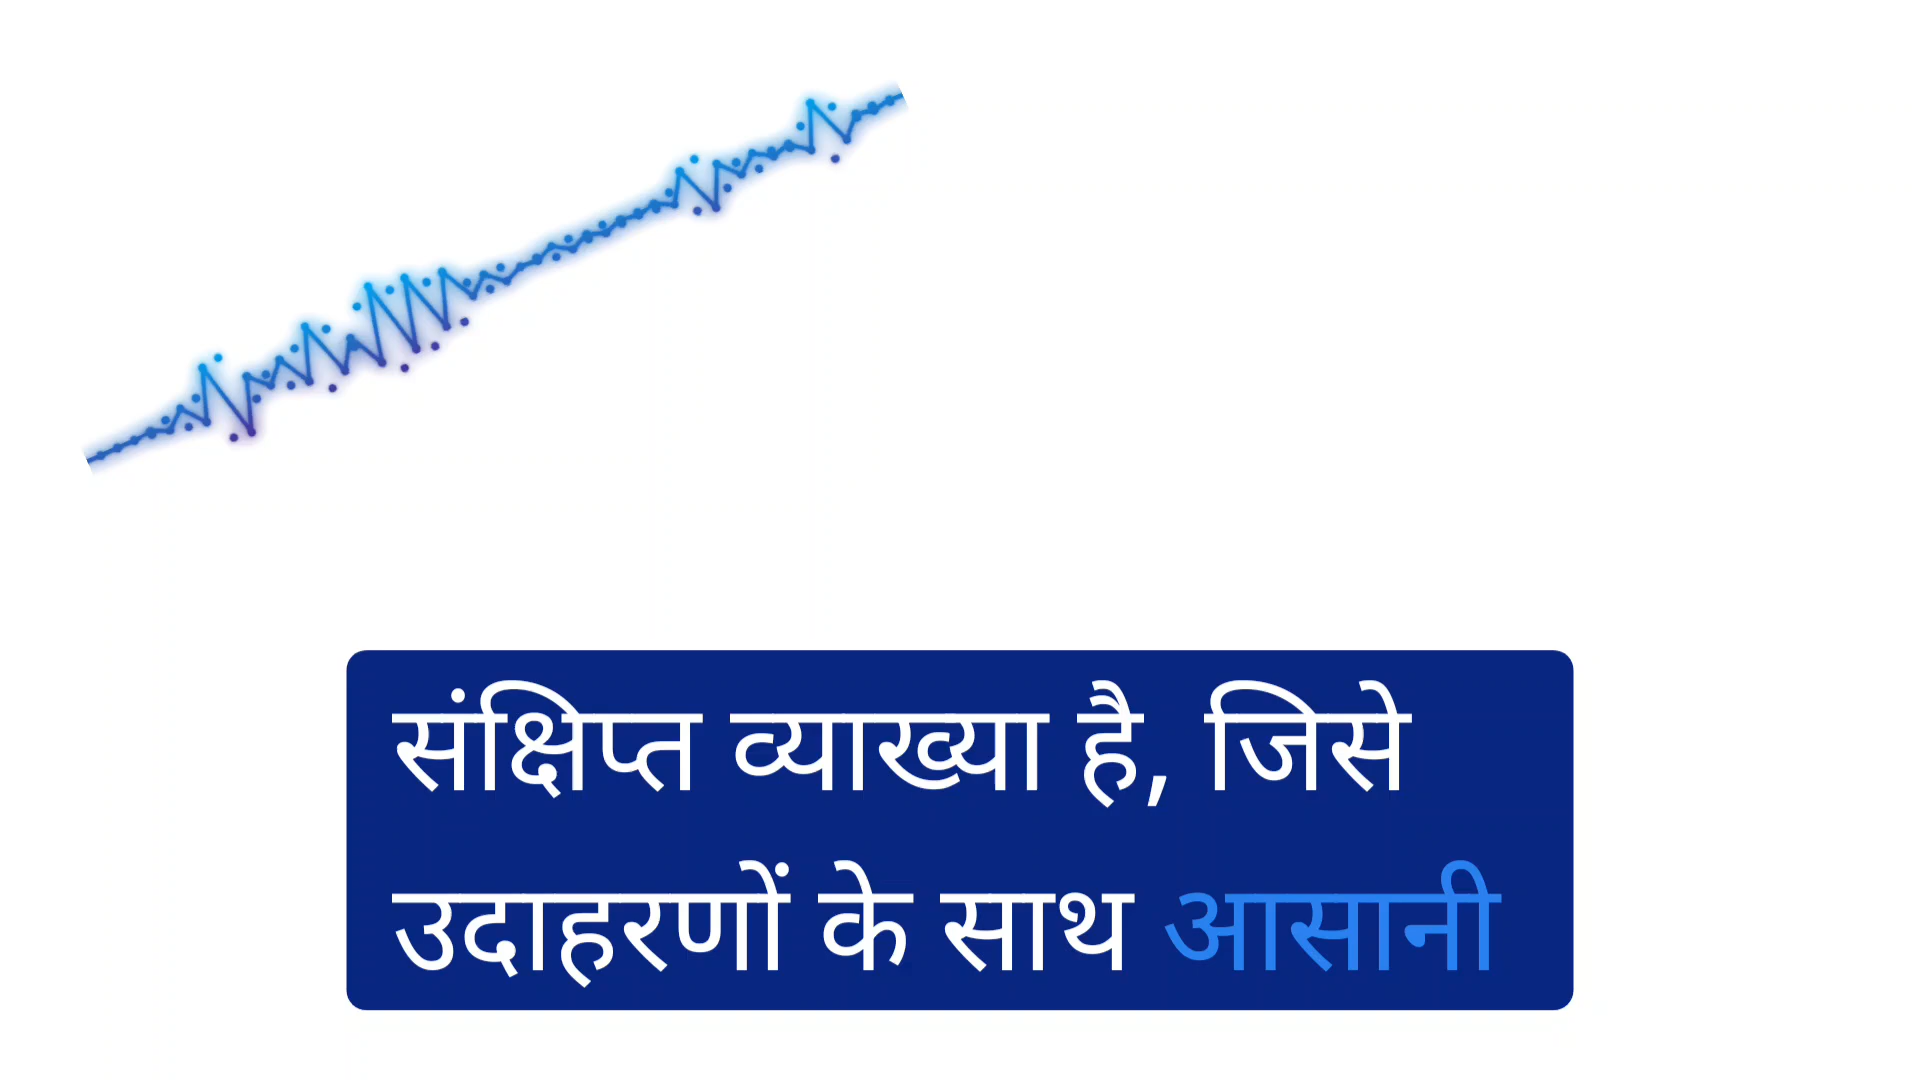 संक्षिप्त व्याख्या है, जिसे
उदाहरणों के साथ आसानी